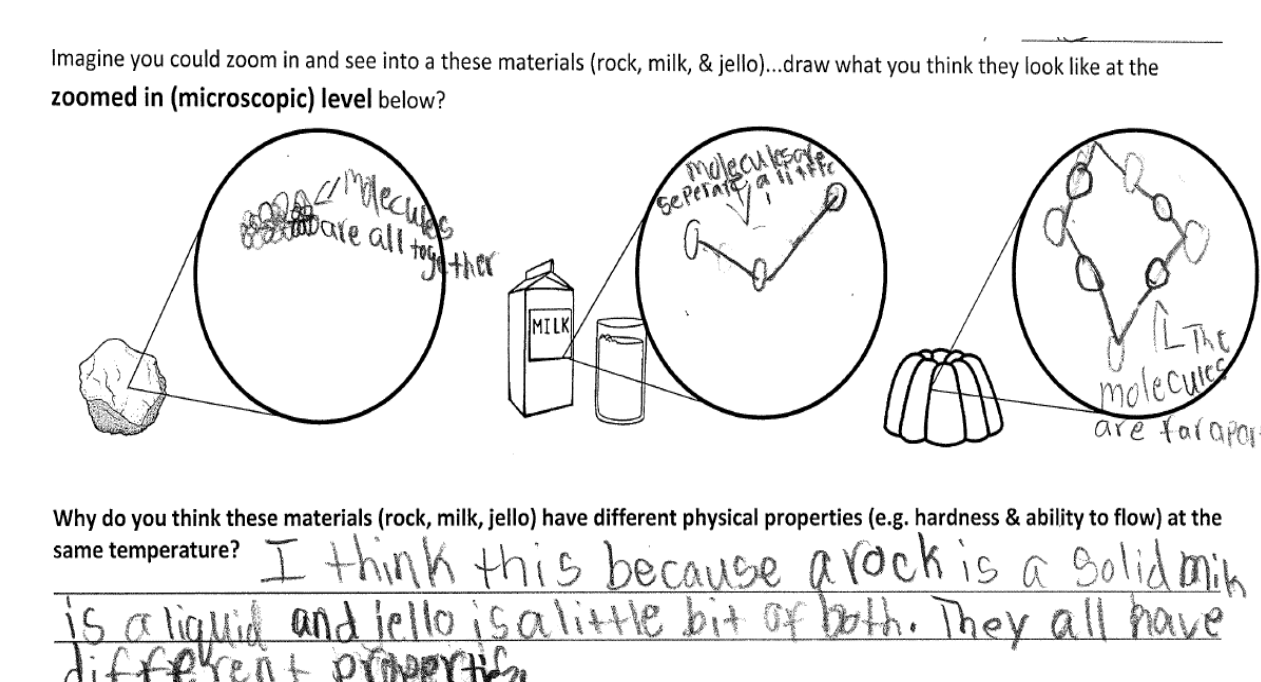 Imagine you could zoom in and see into a these materials (rock, milk, & jello)...draw what you think they look like at the
zoomed in (microscopic) level below?
Molecules
are all together
moleculesare
seperate a little
MILK
The
molecules
are far apar
Why do you think these materials (rock, milk, jello) have different physical properties (e.g. hardness & ability to flow) at the
same temperature? I think this because a rock is a solid milk
is a liquid and jello is a little bit of both. They all have
different properties